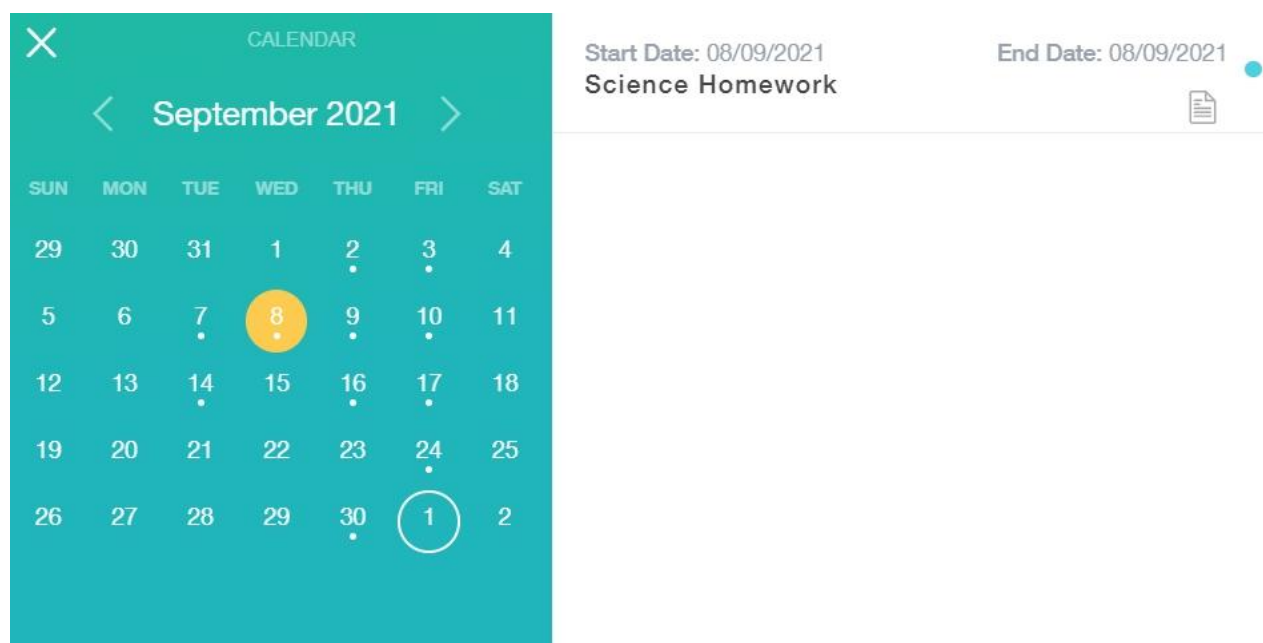 CALENDAR
September 2021
SUN MON TUE WED THU FRI SAT
29 30 31 1 2 3 4
5 6 7 8 9 10 11
12 13 14 15 16 17 18
19 20 21 22 23 24 25
26 27 28 29 30 1 2
Start Date: 08/09/2021 End Date: 08/09/2021
Science Homework